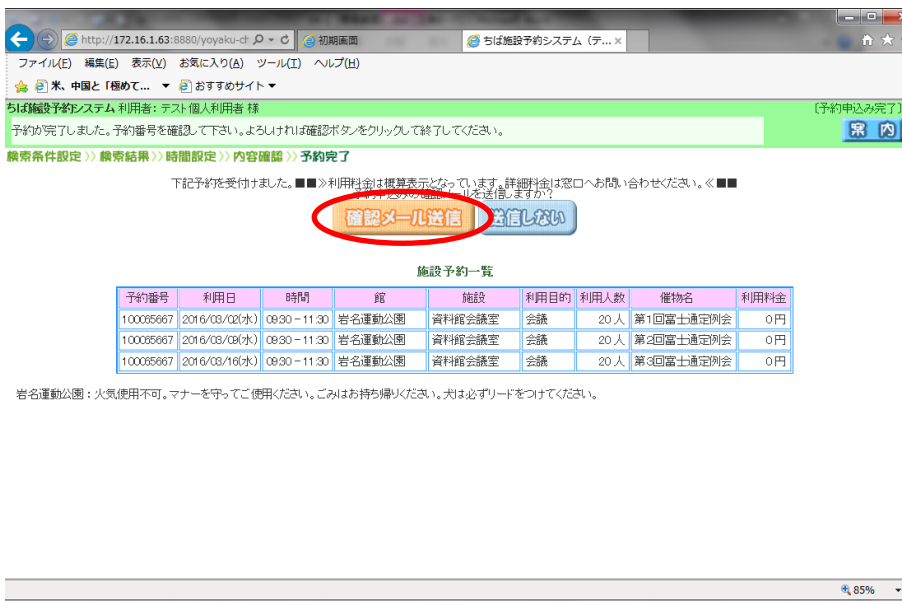 http://172.16.1.63:8880/yoyaku-ch
初期画面
ちば施設予約システム（テ... ×
ファイル(F) 編集(E) 表示(V) お気に入り(A) ツール(T) ヘルプ(H)
米、中国と「極めて... ▼ おすすめサイト ▼
ちば施設予約システム 利用者：テスト個人利用者 様 〔予約申込み完了〕
予約が完了しました。予約番号を確認して下さい。よろしければ確認ボタンをクリックして終了してください。
案 内
検索条件設定 》 検索結果 》 時間設定 》 内容確認 》 予約完了
下記予約を受付けました。■■≫利用料金は概算表示となっています。詳細料金は窓口へお問い合わせください。≪■■
予約申込みの確認メールを送信しますか？
確認メール送信 送信しない
施設予約一覧
予約番号 利用日 時間 館 施設 利用目的 利用人数 催物名 利用料金
100065667 2016/03/02(水) 09:30－11:30 岩名運動公園 資料館会議室 会議 20人 第1回富士通定例会 0円
100065667 2016/03/09(水) 09:30－11:30 岩名運動公園 資料館会議室 会議 20人 第2回富士通定例会 0円
100065667 2016/03/16(水) 09:30－11:30 岩名運動公園 資料館会議室 会議 20人 第3回富士通定例会 0円
岩名運動公園：火気使用不可。マナーを守ってご使用ください。ごみはお持ち帰りください。犬は必ずリードをつけてください。
85%